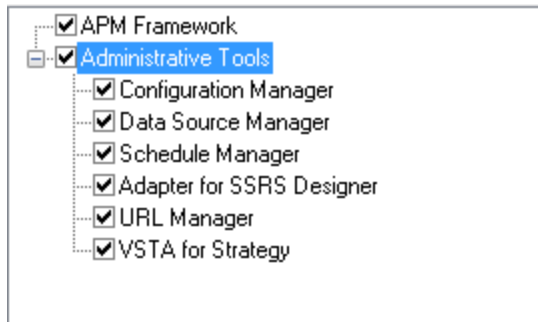 APM Framework
Administrative Tools
Configuration Manager
Data Source Manager
Schedule Manager
Adapter for SSRS Designer
URL Manager
VSTA for Strategy